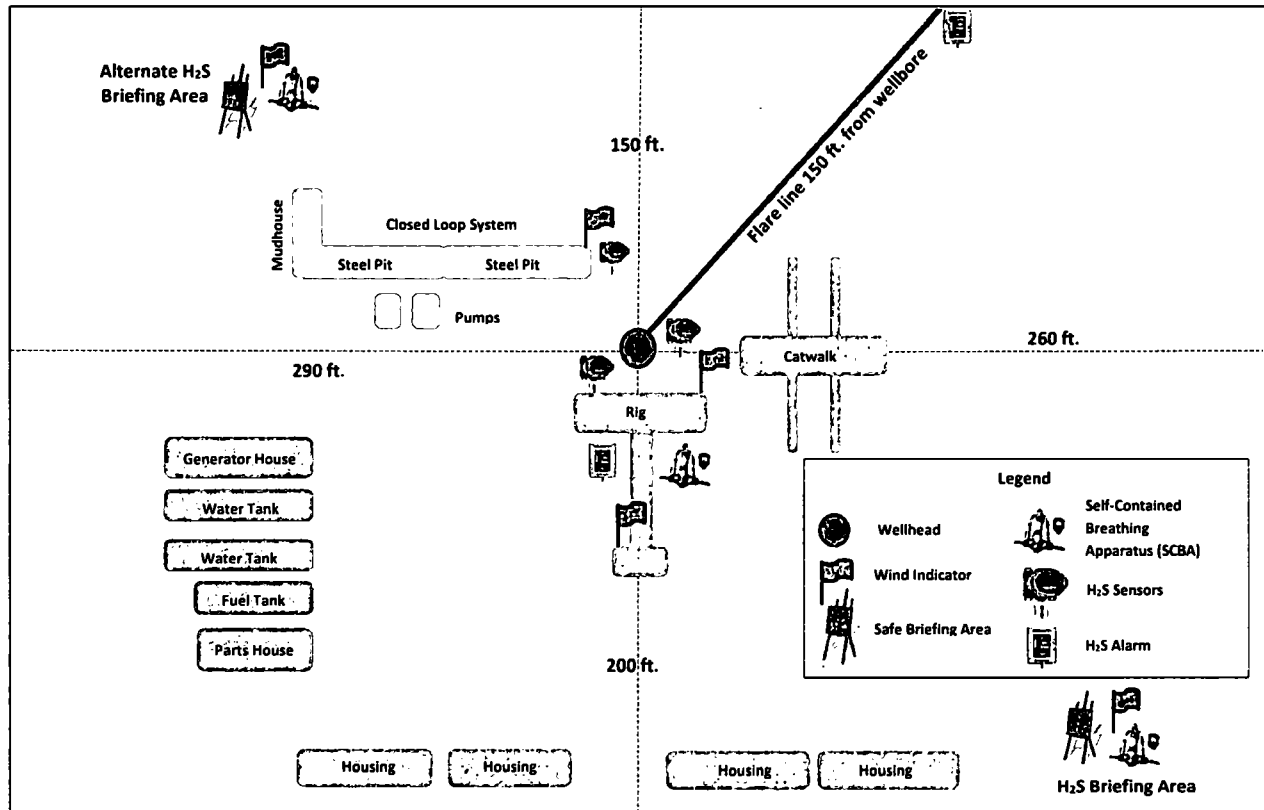 Alternate H₂S
Briefing Area
150 ft.
Flare line 150 ft. from wellbore
Mudhouse
Closed Loop System
Steel Pit
Steel Pit
Pumps
290 ft.
260 ft.
Catwalk
Rig
Generator House
Water Tank
Water Tank
Fuel Tank
Parts House
200 ft.
Legend
Wellhead
Wind Indicator
Safe Briefing Area
Self-Contained
Breathing
Apparatus (SCBA)
H₂S Sensors
H₂S Alarm
Housing
Housing
Housing
Housing
H₂S Briefing Area